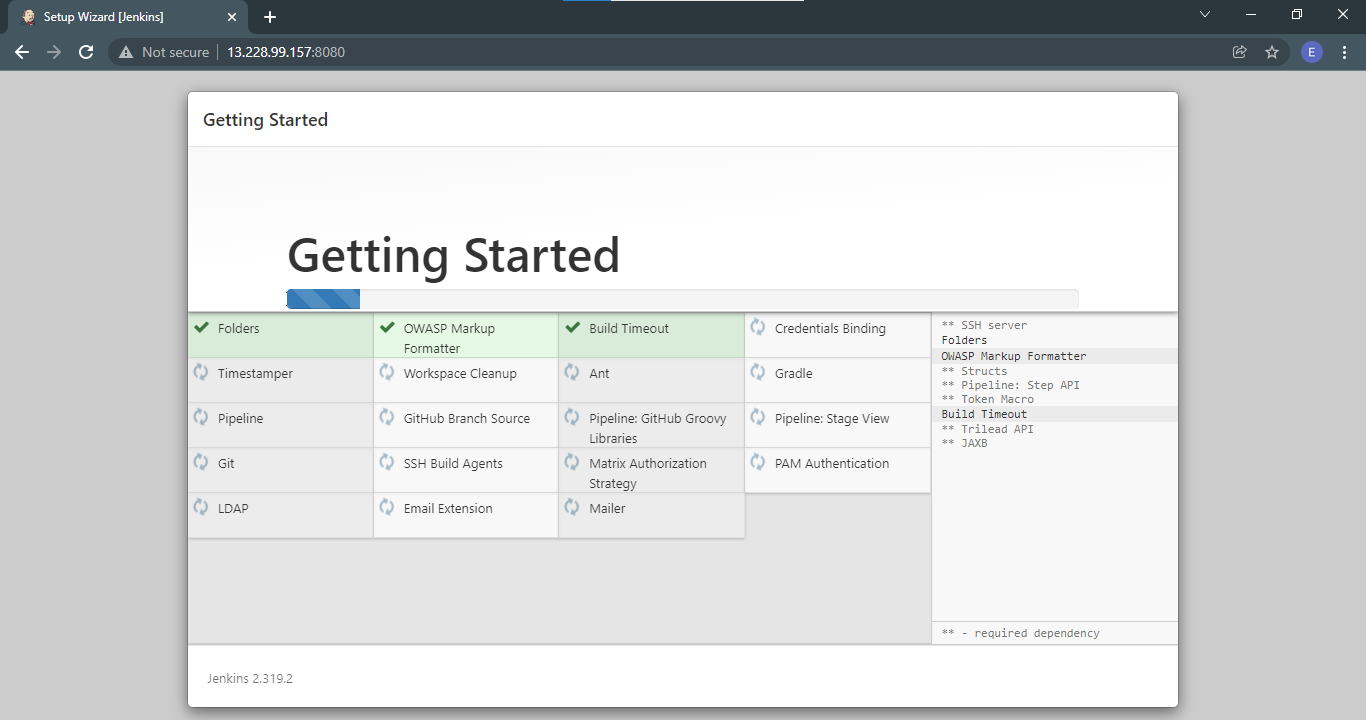 Setup Wizard [Jenkins]
Not secure
13.228.99.157:8080
E
Getting Started
Getting Started
Folders
OWASP Markup
Formatter
Build Timeout
Credentials Binding
Timestamper
Workspace Cleanup
Ant
Gradle
Pipeline
GitHub Branch Source
Pipeline: GitHub Groovy
Libraries
Pipeline: Stage View
Git
SSH Build Agents
Matrix Authorization
Strategy
PAM Authentication
LDAP
Email Extension
Mailer
** SSH server
Folders
OWASP Markup Formatter
** Structs
** Pipeline: Step API
** Token Macro
Build Timeout
** Trilead API
** JAXB
** - required dependency
Jenkins 2.319.2